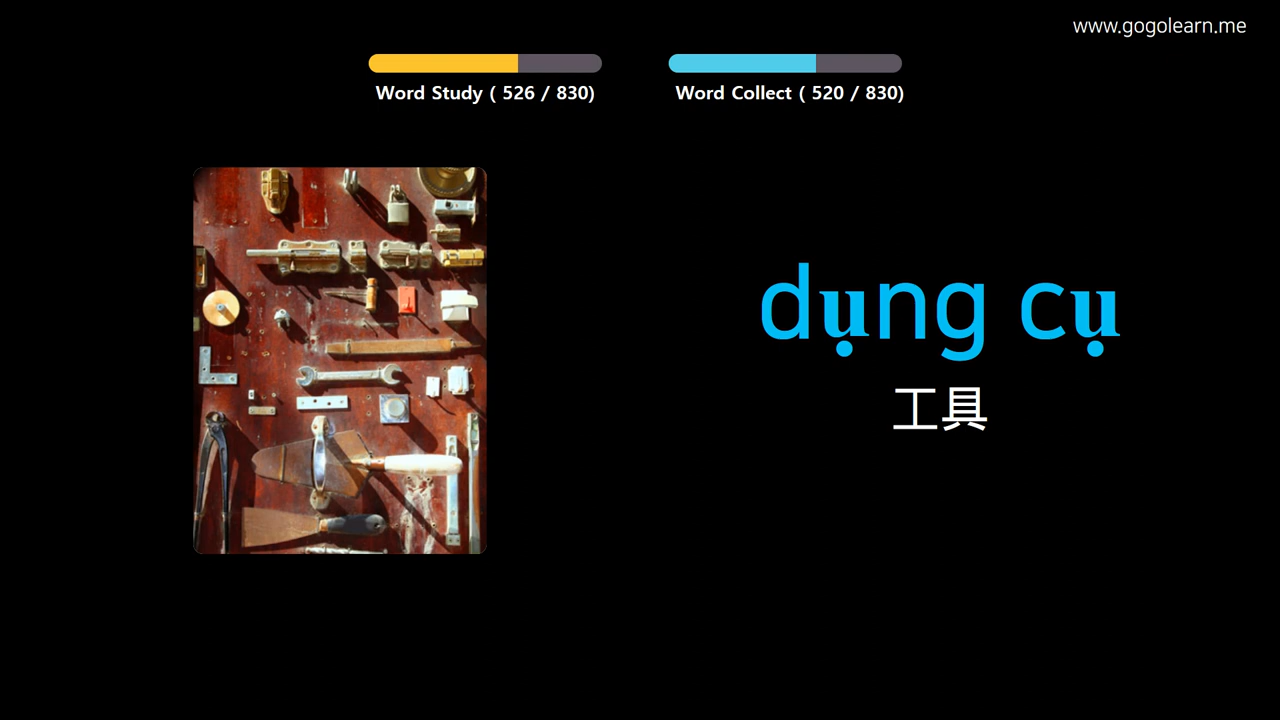 www.gogolearn.me
Word Study ( 526 / 830)
Word Collect ( 520 / 830)
dụng cụ
工具